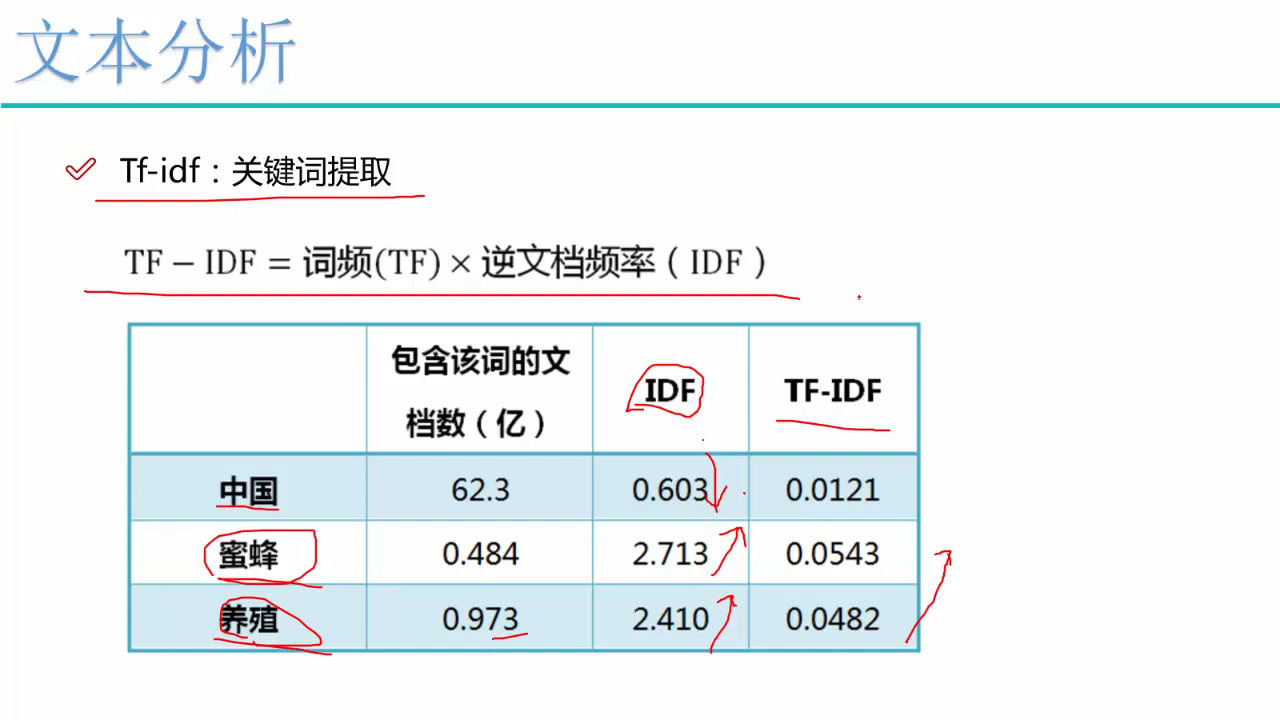 文本分析
Tf-idf：关键词提取
TF − IDF = 词频(TF) × 逆文档频率（IDF）
包含该词的文
档数（亿）
IDF
TF-IDF
中国 62.3 0.603 0.0121
蜜蜂 0.484 2.713 0.0543
养殖 0.973 2.410 0.0482